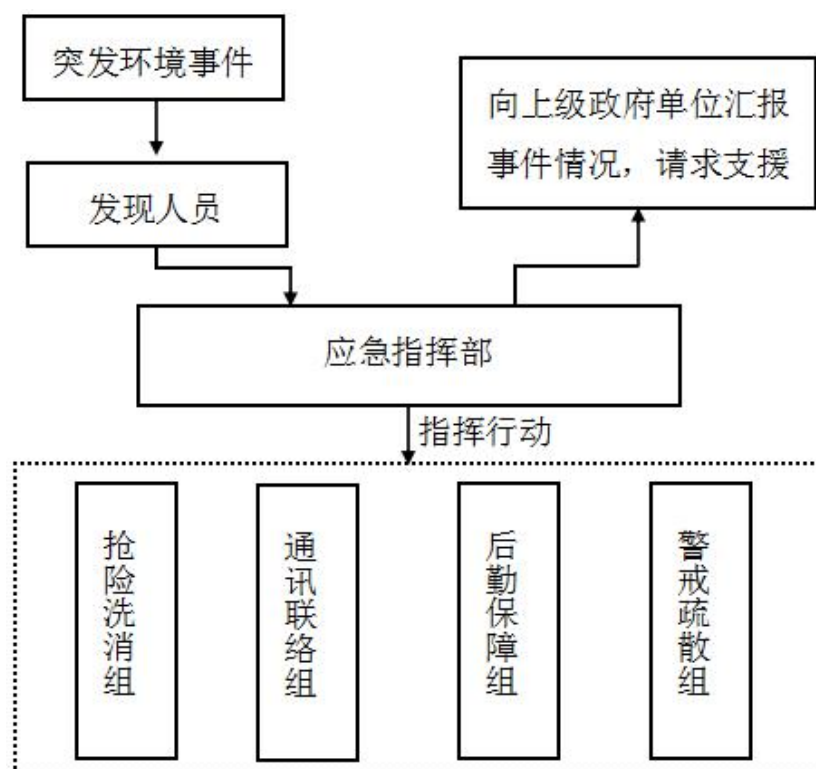 突发环境事件
向上级政府单位汇报
事件情况，请求支援
发现人员
应急指挥部
指挥行动
抢险洗消组
通讯联络组
后勤保障组
警戒疏散组